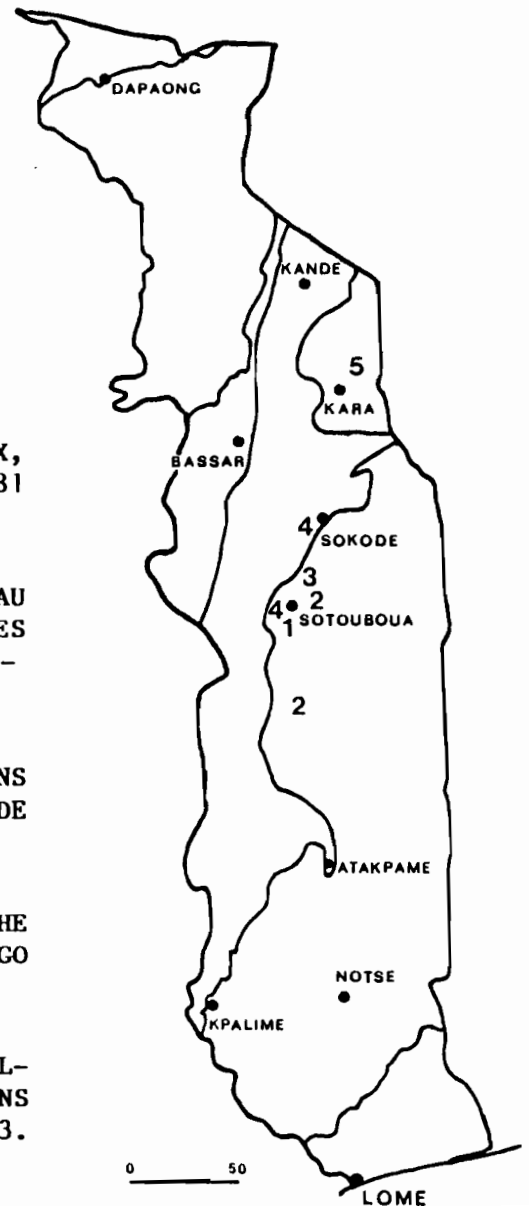 DAPAONG
KANDE
5
KARA
X,
BASSAR
81
4
SOKODE
3
AU
4 2
1 SOTOUBOUA
ES
-
2
NS
DE
ATAKPAME
HE
NOTSE
GO
KPALIME
L-
NS
3.
0 50
LOME